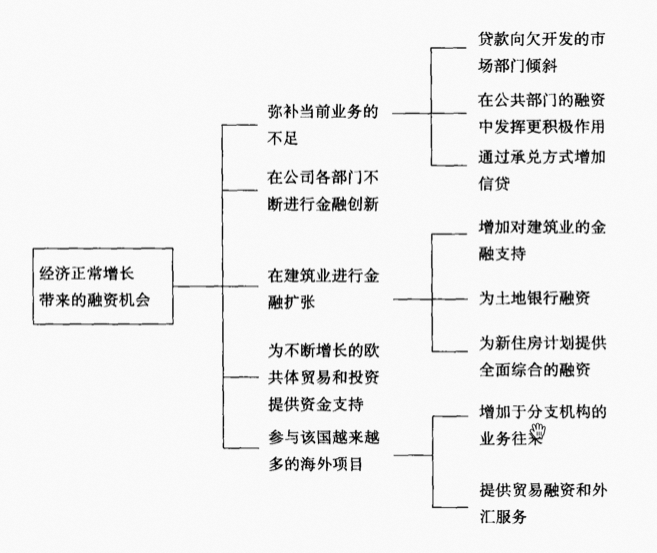 经济正常增长
带来的融资机会
弥补当前业务的
不足
贷款向欠开发的市
场部门倾斜
在公共部门的融资
中发挥更积极作用
通过承兑方式增加
信贷
在公司各部门不
断进行金融创新
在建筑业进行金
融扩张
增加对建筑业的金
融支持
为土地银行融资
为新住房计划提供
全面综合的融资
为不断增长的欧
共体贸易和投资
提供资金支持
参与该国越来越
多的海外项目
增加于分支机构的
业务往来
提供贸易融资和外
汇服务